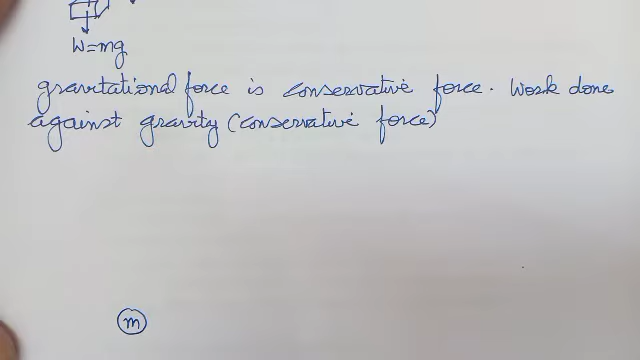 W=mg
gravitational force is conservative force. Work done
against gravity (conservative force)
m